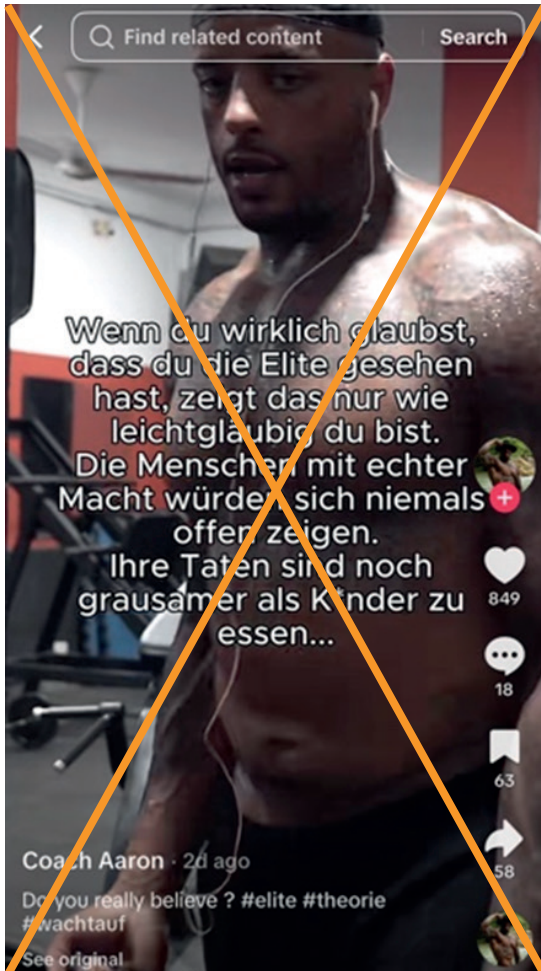 Find related content
Search
Wenn du wirklich glaubst,
dass du die Elite gesehen
hast, zeigt das nur wie
leichtgläubig du bist.
Die Menschen mit echter
Macht würden sich niemals
offen zeigen.
Ihre Taten sind noch
grausamer als K*nder zu
essen...
849
18
63
58
Coach Aaron · 2d ago
Do you really believe ? #elite #theorie
#wachtauf
See original